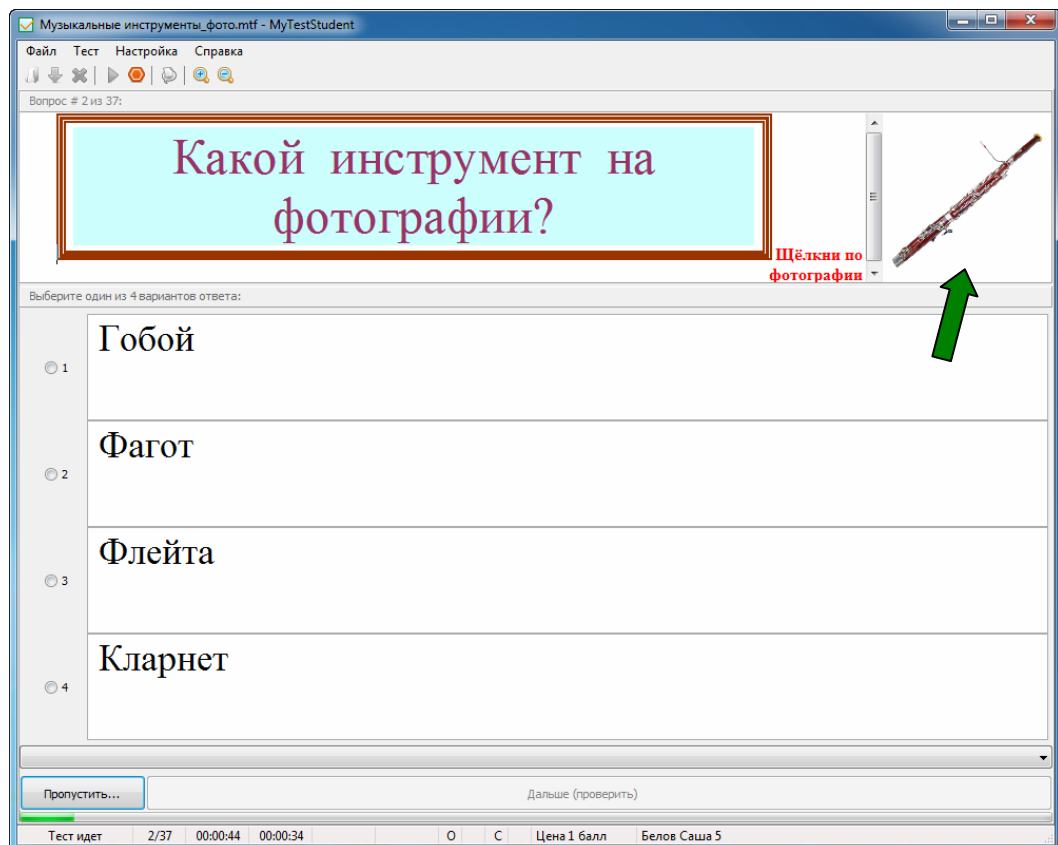 Музыкальные инструменты_фото.mtf - MyTestStudent
Файл Тест Настройка Справка
Вопрос # 2 из 37:
Какой инструмент на
фотографии?
Щёлкни по
фотографии
Выберите один из 4 вариантов ответа:
1 Гобой
2 Фагот
3 Флейта
4 Кларнет
Пропустить... Дальше (проверить)
Тест идет 2/37 00:00:44 00:00:34 О С Цена 1 балл Белов Саша 5